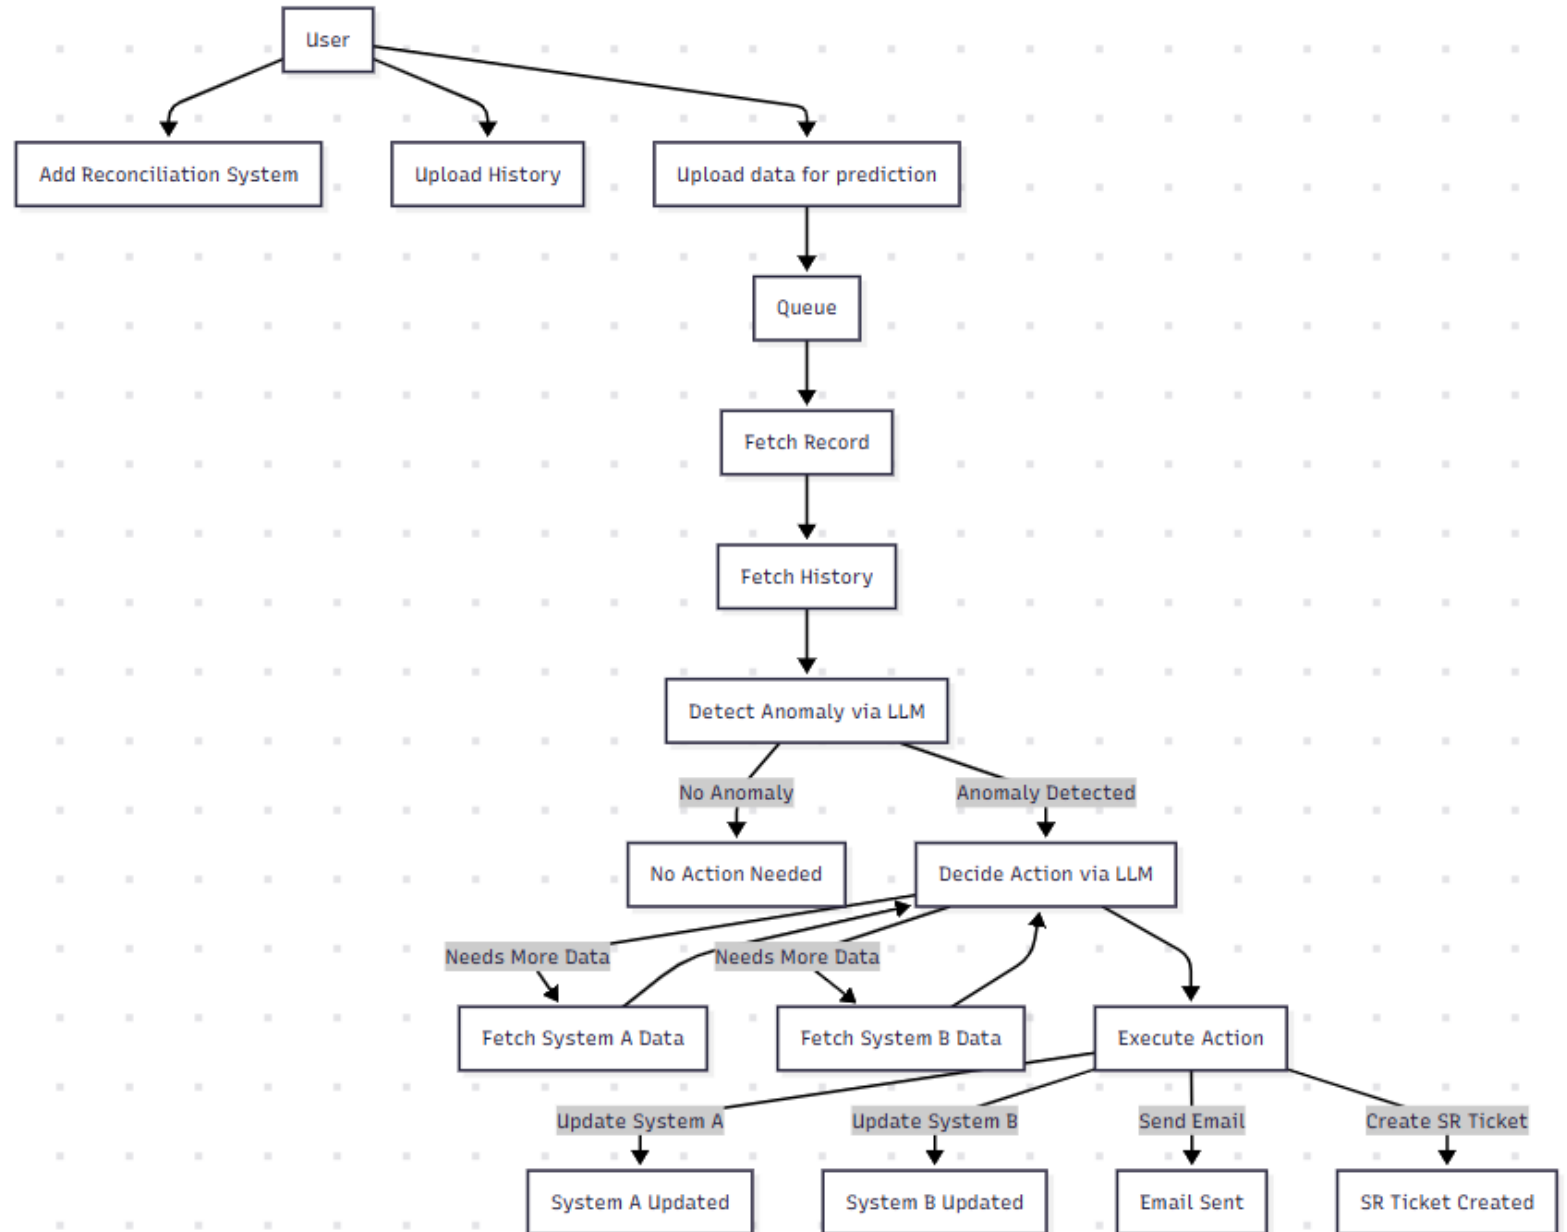 User
Add Reconciliation System
Upload History
Upload data for prediction
Queue
Fetch Record
Fetch History
Detect Anomaly via LLM
No Anomaly
Anomaly Detected
No Action Needed
Decide Action via LLM
Needs More Data
Needs More Data
Fetch System A Data
Fetch System B Data
Execute Action
Update System A
Update System B
Send Email
Create SR Ticket
System A Updated
System B Updated
Email Sent
SR Ticket Created